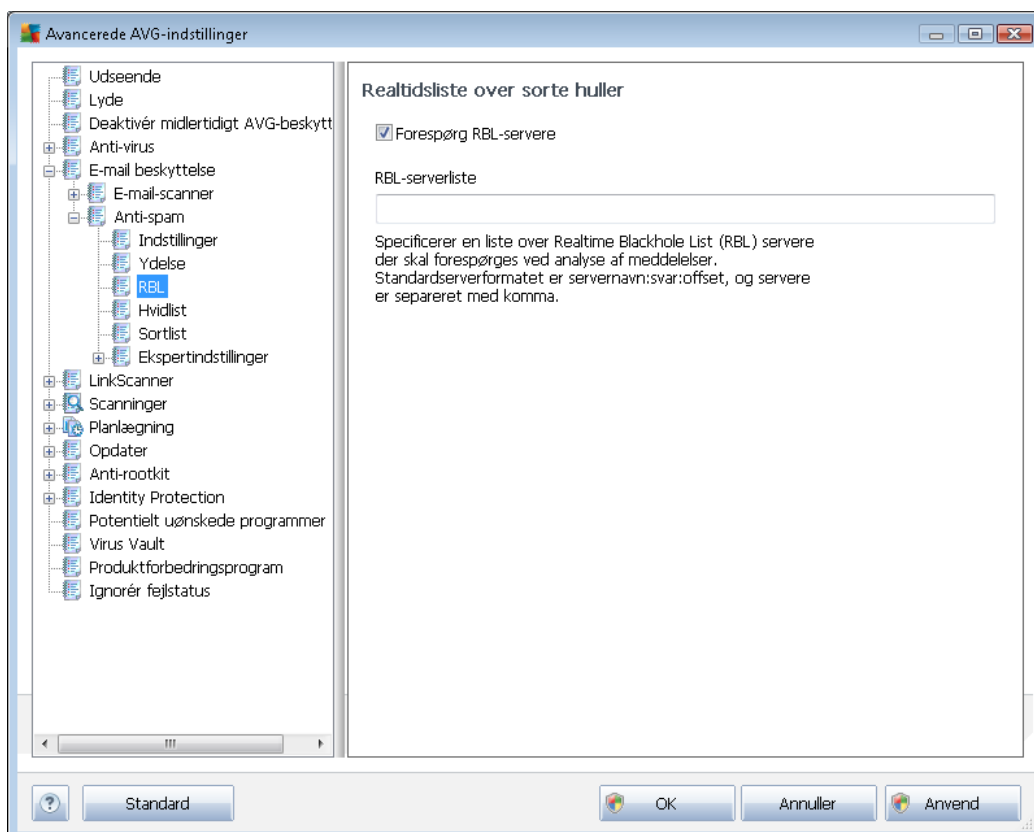 Avancerede AVG-indstillinger
Udseende
Lyde
Deaktivér midlertidigt AVG-beskytt
Anti-virus
E-mail beskyttelse
E-mail-scanner
Anti-spam
Indstillinger
Ydelse
RBL
Hvidlist
Sortlist
Ekspertindstillinger
LinkScanner
Scanninger
Planlægning
Opdater
Anti-rootkit
Identity Protection
Potentielt uønskede programmer
Virus Vault
Produktforbedringsprogram
Ignorér fejlstatus
Realtidsliste over sorte huller
Forespørg RBL-servere
RBL-serverliste
Specificerer en liste over Realtime Blackhole List (RBL) servere
der skal forespørges ved analyse af meddelelser.
Standardserverformatet er servernavn:svar:offset, og servere
er separeret med komma.
? Standard OK Annuller Anvend